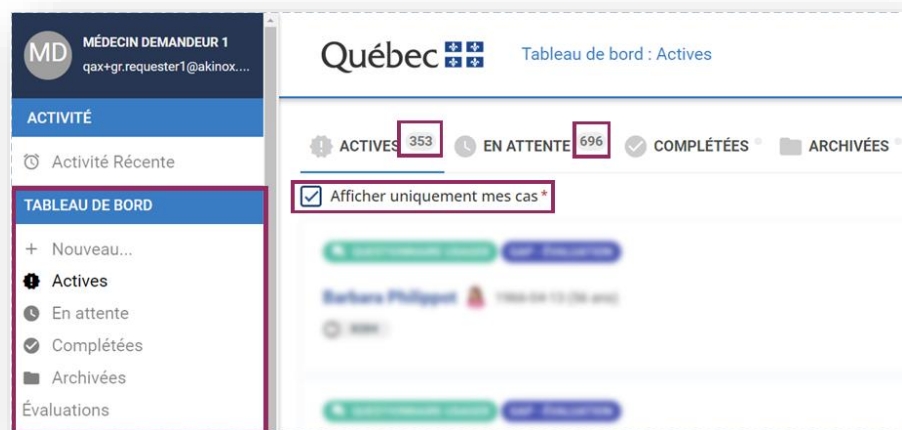 MD
MÉDECIN DEMANDEUR 1
qax+gr.requester1@akinox....
ACTIVITÉ
Activité Récente
TABLEAU DE BORD
+ Nouveau...
Actives
En attente
Complétées
Archivées
Évaluations
Québec
Tableau de bord : Actives
ACTIVES 353 EN ATTENTE 696 COMPLÉTÉES ARCHIVÉES
Afficher uniquement mes cas *